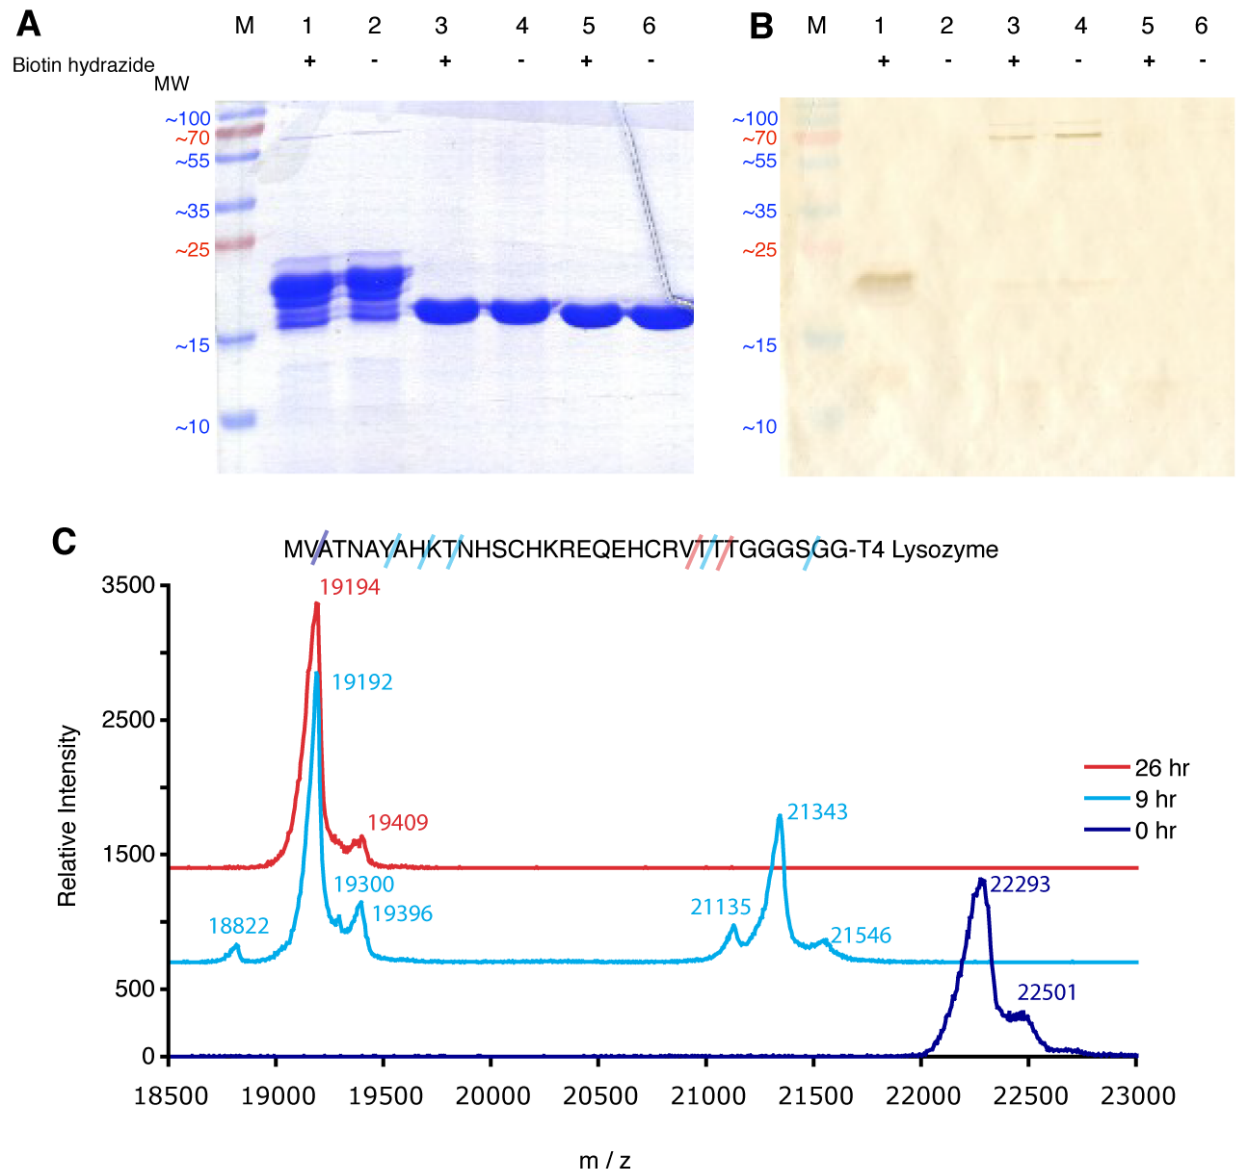 A M 1 2 3 4 5 6
Biotin hydrazide + - + - + -
MW
~100
~70
~55
~35
~25
~15
~10
B M 1 2 3 4 5 6
+ - + - + -
~100
~70
~55
~35
~25
~15
~10
C MVATNAYAHKTNHSCHKREQEHCRVTTTGGGSGG-T4 Lysozyme
3500
2500
1500
500
0
Relative Intensity
19194
19192
19409
19300
19396
18822
21343
21135
21546
22293
22501
26 hr
9 hr
0 hr
18500 19000 19500 20000 20500 21000 21500 22000 22500 23000
m / z